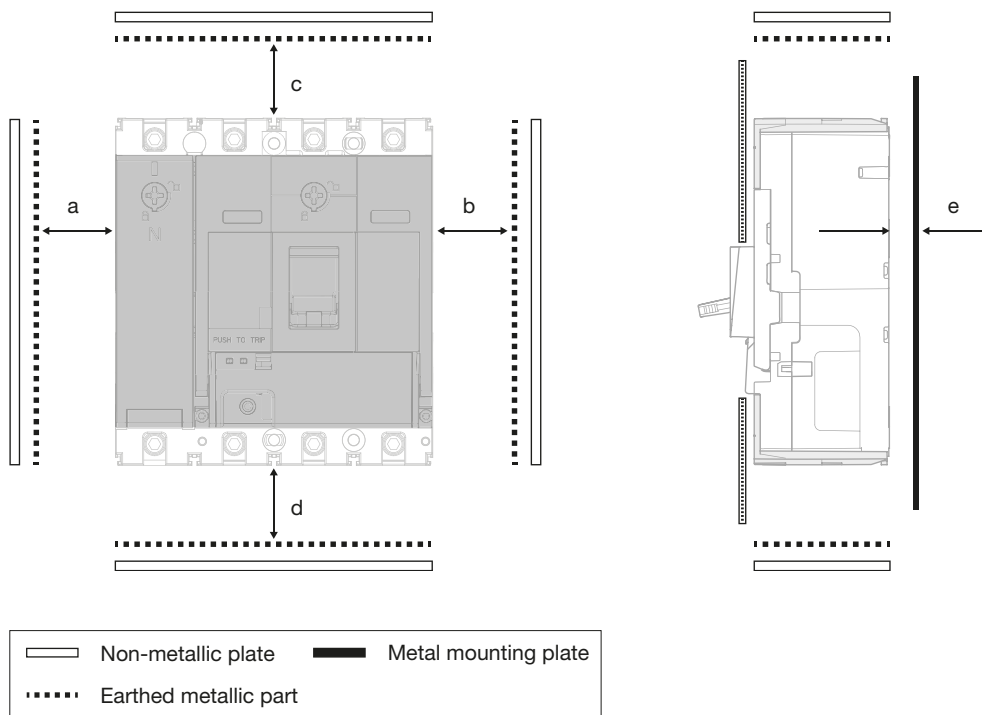 c
a
b
e
N
PUSH TO TRIP
d
Non-metallic plate
Metal mounting plate
Earthed metallic part